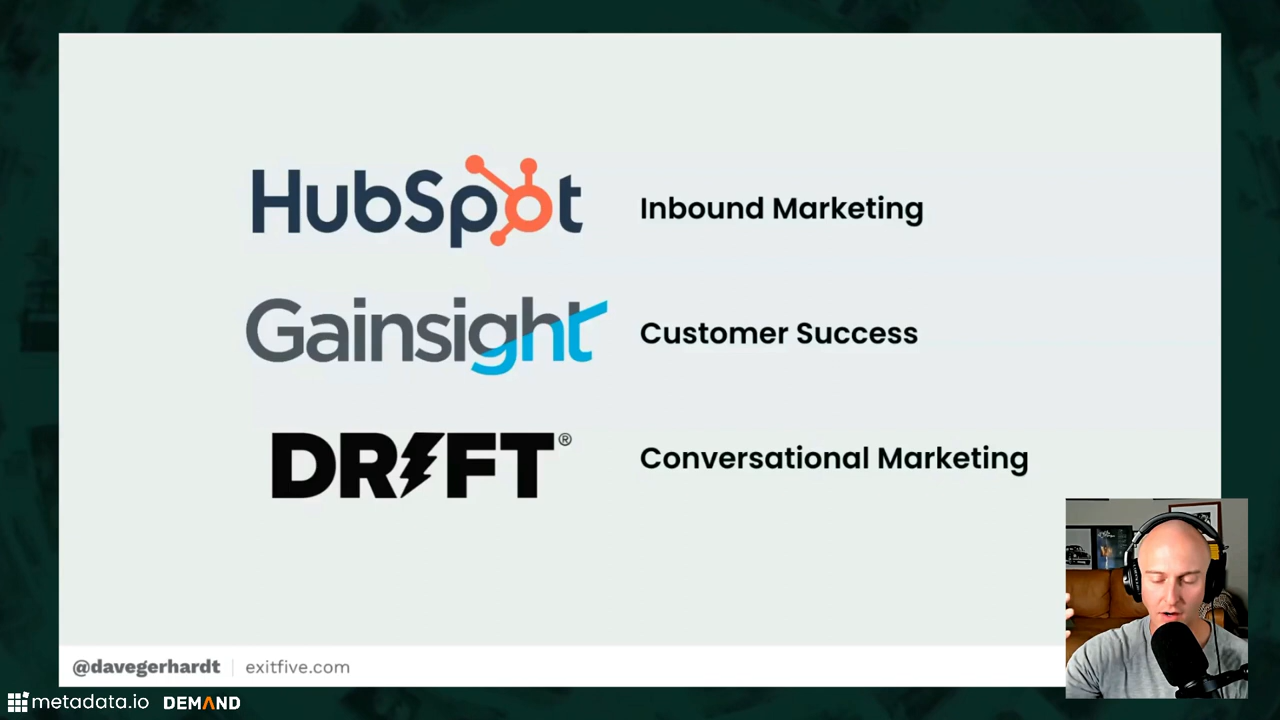 HubSpot
Inbound Marketing
Gainsight
Customer Success
DRIFT®
Conversational Marketing
@davegerhardt | exitfive.com
metadata.io DEMAND